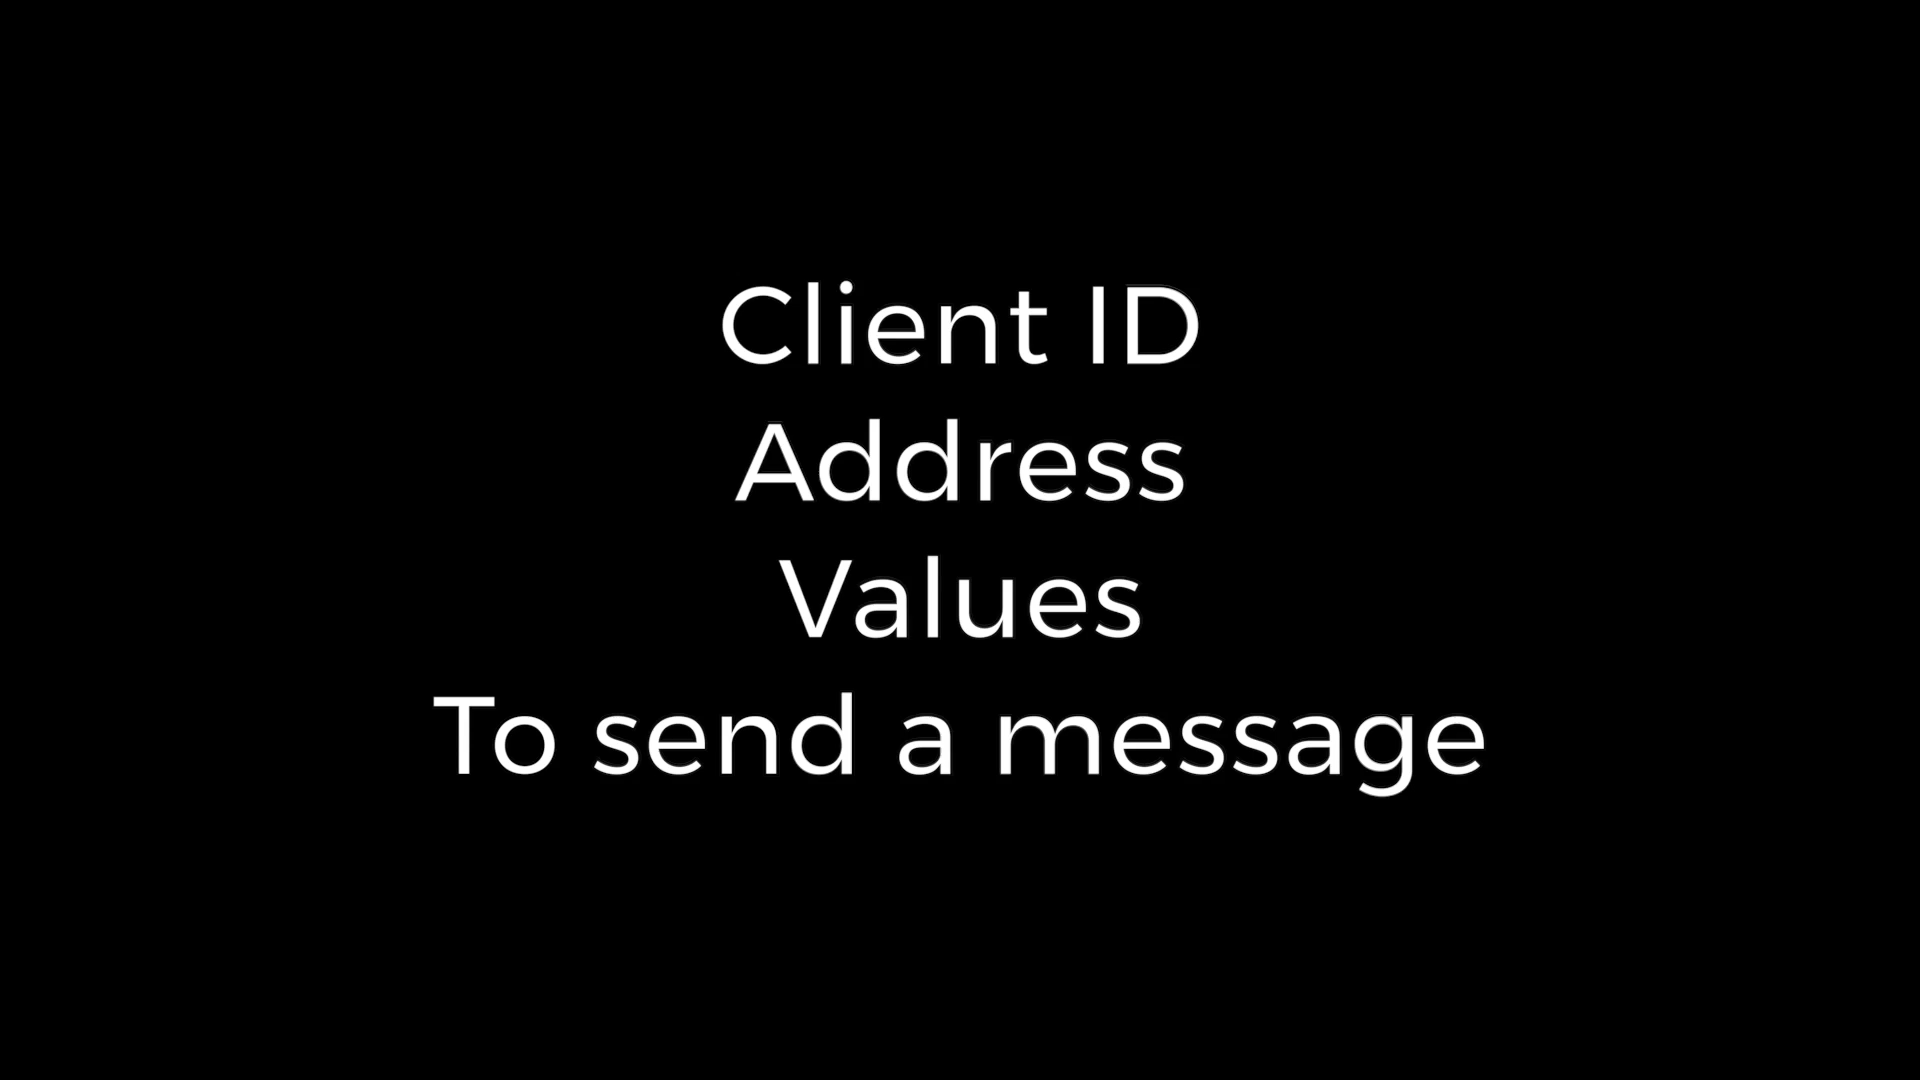 Client ID
Address
Values
To send a message